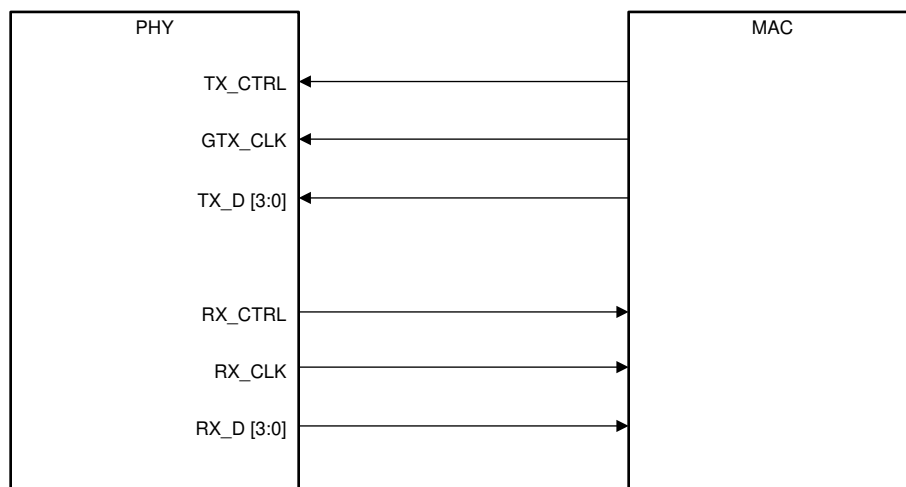 PHY
MAC
TX_CTRL
GTX_CLK
TX_D [3:0]
RX_CTRL
RX_CLK
RX_D [3:0]